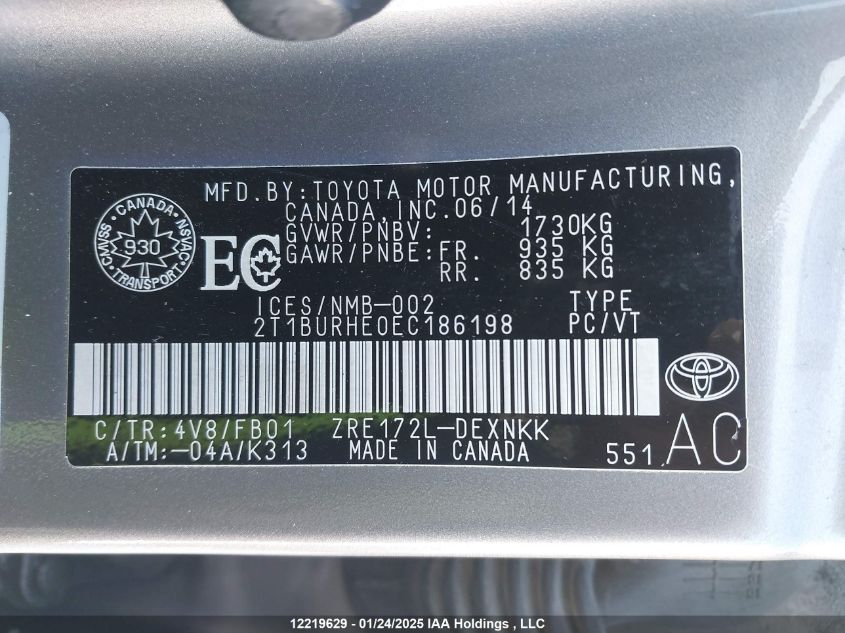 MFD.BY:TOYOTA MOTOR MANUFACTURING,
CANADA,INC.06/14
GVWR/PNBV: 1730KG
GAWR/PNBE:FR. 935 KG
RR. 835 KG
CANADA
CMVSS 930 NSVAC
TRANSPORT
EC
ICES/NMB-002 TYPE
2T1BURHE0EC186198 PC/VT
C/TR:4V8/FB01 ZRE172L-DEXNKK
A/TM:-04A/K313 MADE IN CANADA 551 AC
12219629 - 01/24/2025 IAA Holdings , LLC